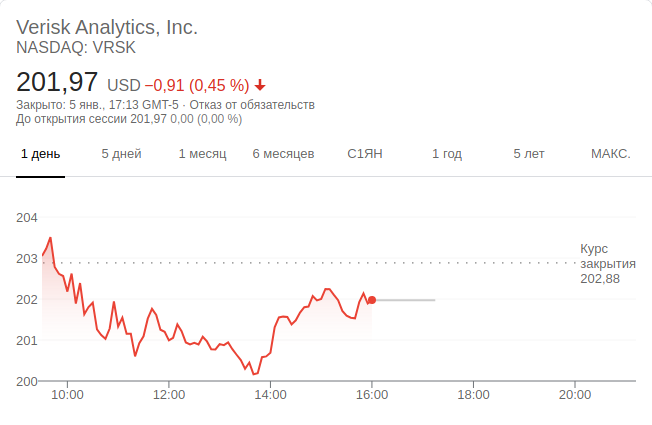 Verisk Analytics, Inc.
NASDAQ: VRSK
201,97 USD −0,91 (0,45 %)
Закрыто: 5 янв., 17:13 GMT-5 · Отказ от обязательств
До открытия сессии 201,97 0,00 (0,00 %)
1 день 5 дней 1 месяц 6 месяцев С1ЯН 1 год 5 лет МАКС.
204
203
202
201
200
Курс
закрытия
202,88
10:00 12:00 14:00 16:00 18:00 20:00